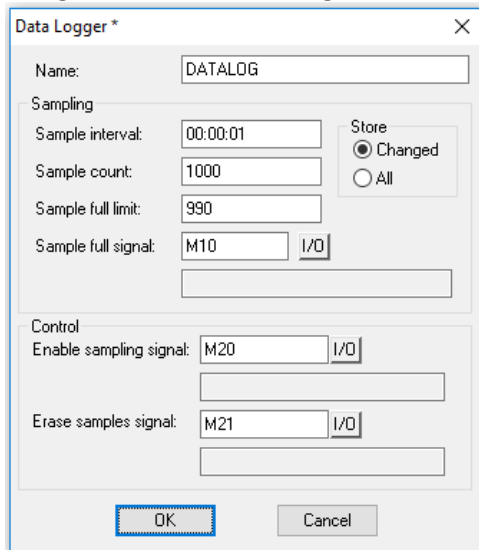 Data Logger *
Name: DATALOG
Sampling
Sample interval: 00:00:01
Store
Changed
Sample count: 1000
All
Sample full limit: 990
Sample full signal: M10 I/O
Control
Enable sampling signal: M20 I/O
Erase samples signal: M21 I/O
OK Cancel